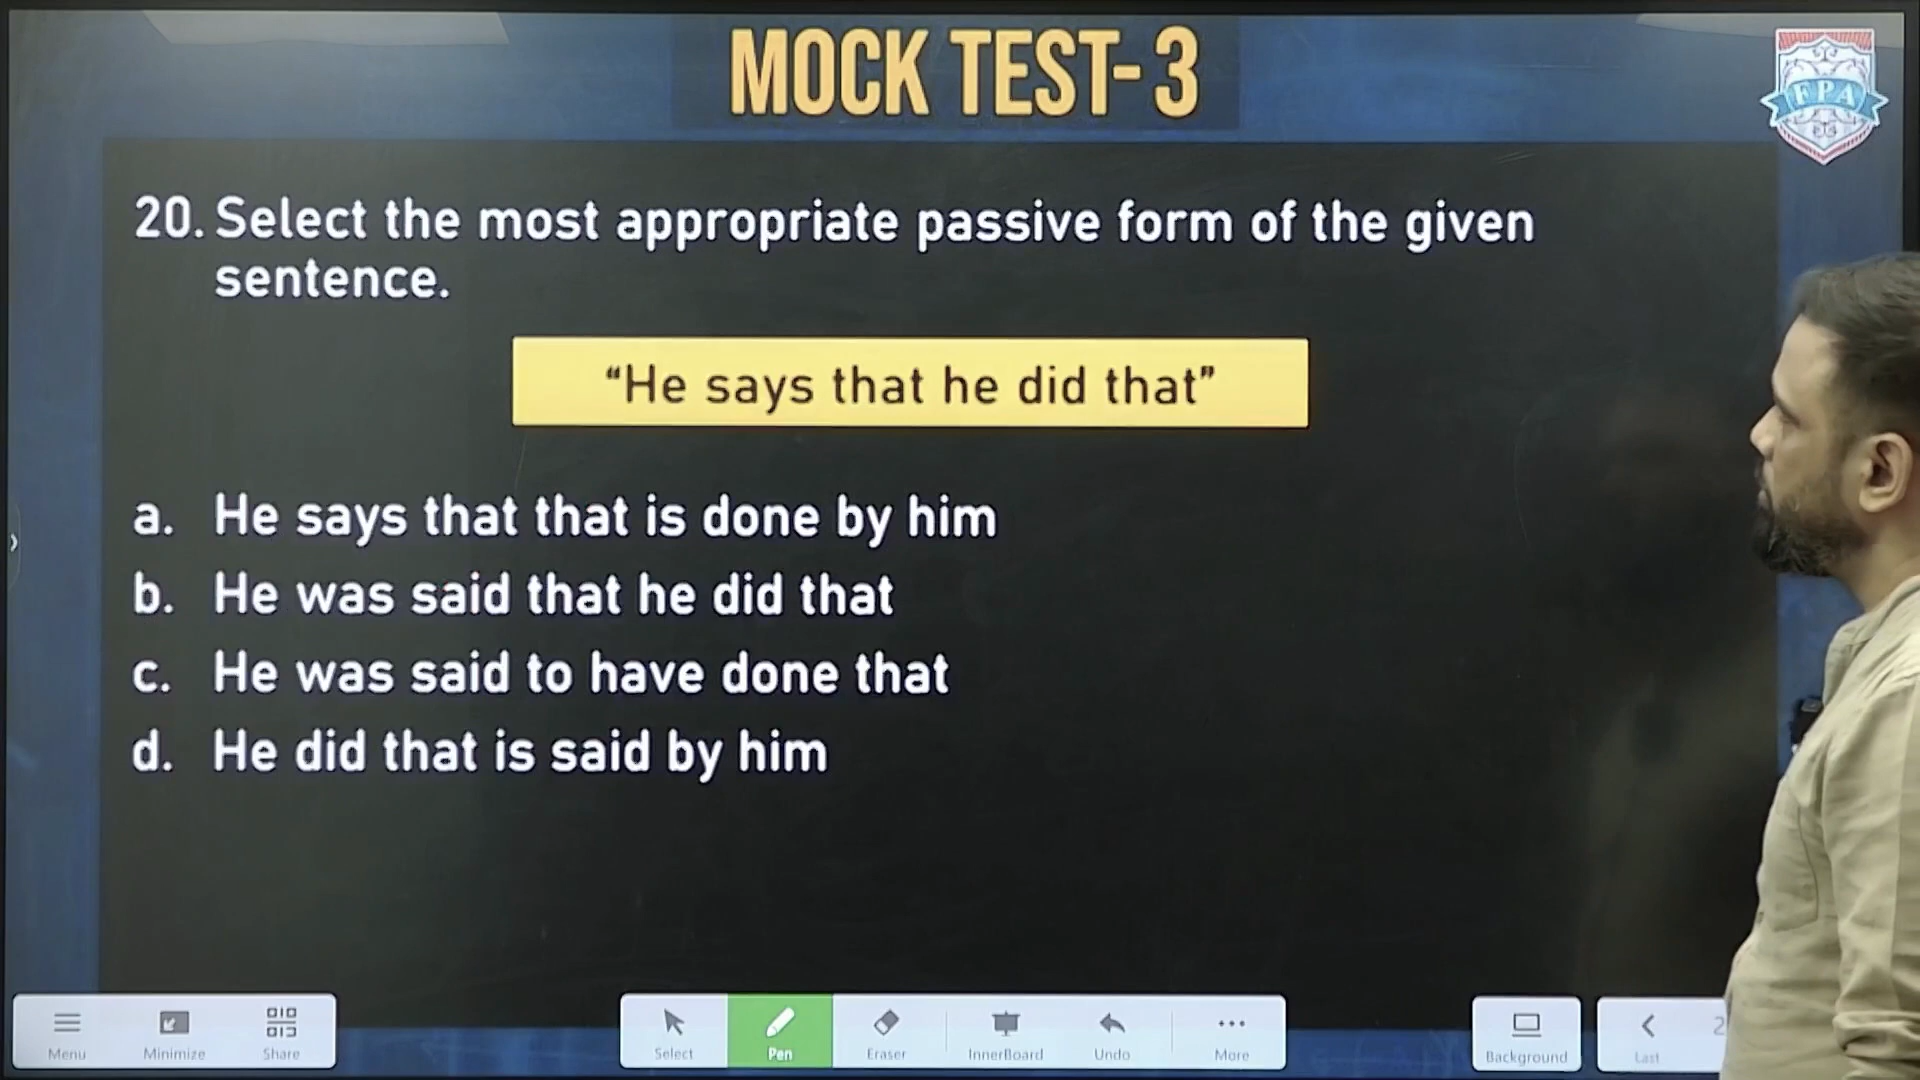 MOCK TEST-3
FPA
20. Select the most appropriate passive form of the given
sentence.
“He says that he did that”
a. He says that that is done by him
b. He was said that he did that
c. He was said to have done that
d. He did that is said by him
Menu
Minimize
Share
Select
Pen
Eraser
InnerBoard
Undo
More
Background
Last
2